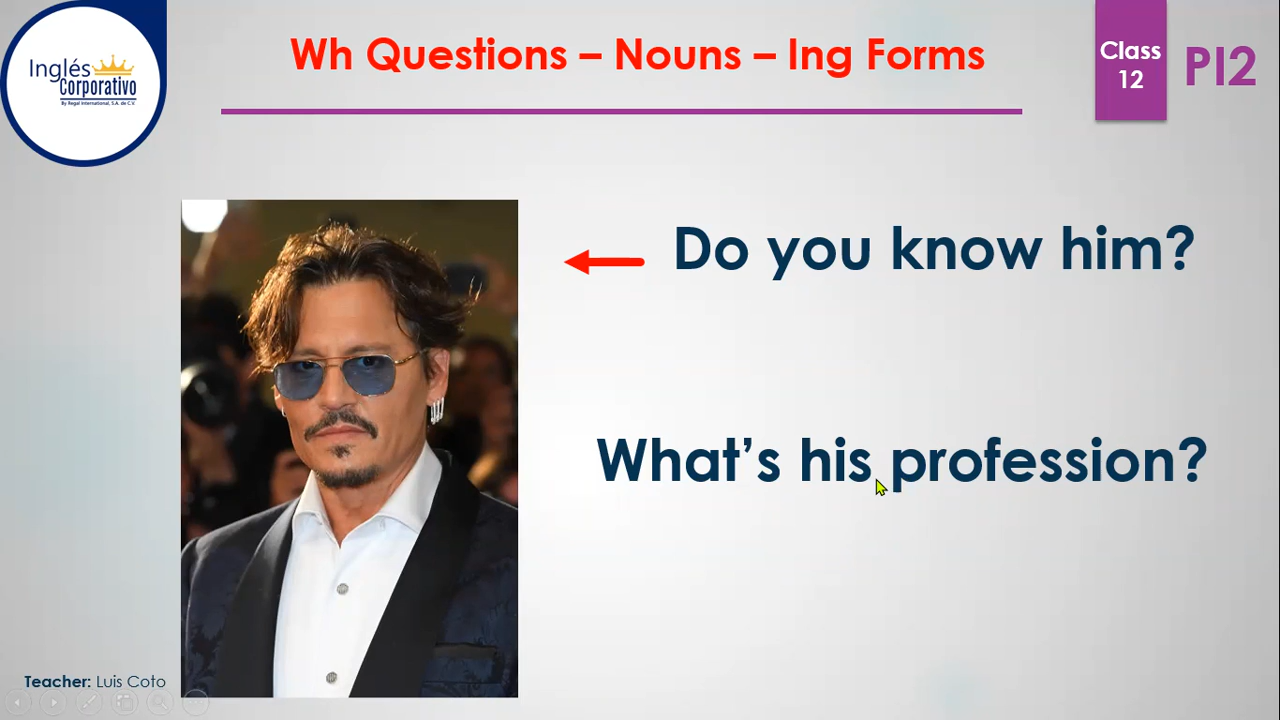 Inglés
Corporativo
By Regal International, S.A. de C.V.
Wh Questions – Nouns – Ing Forms
Class
12
PI2
Do you know him?
What's his profession?
Teacher: Luis Coto